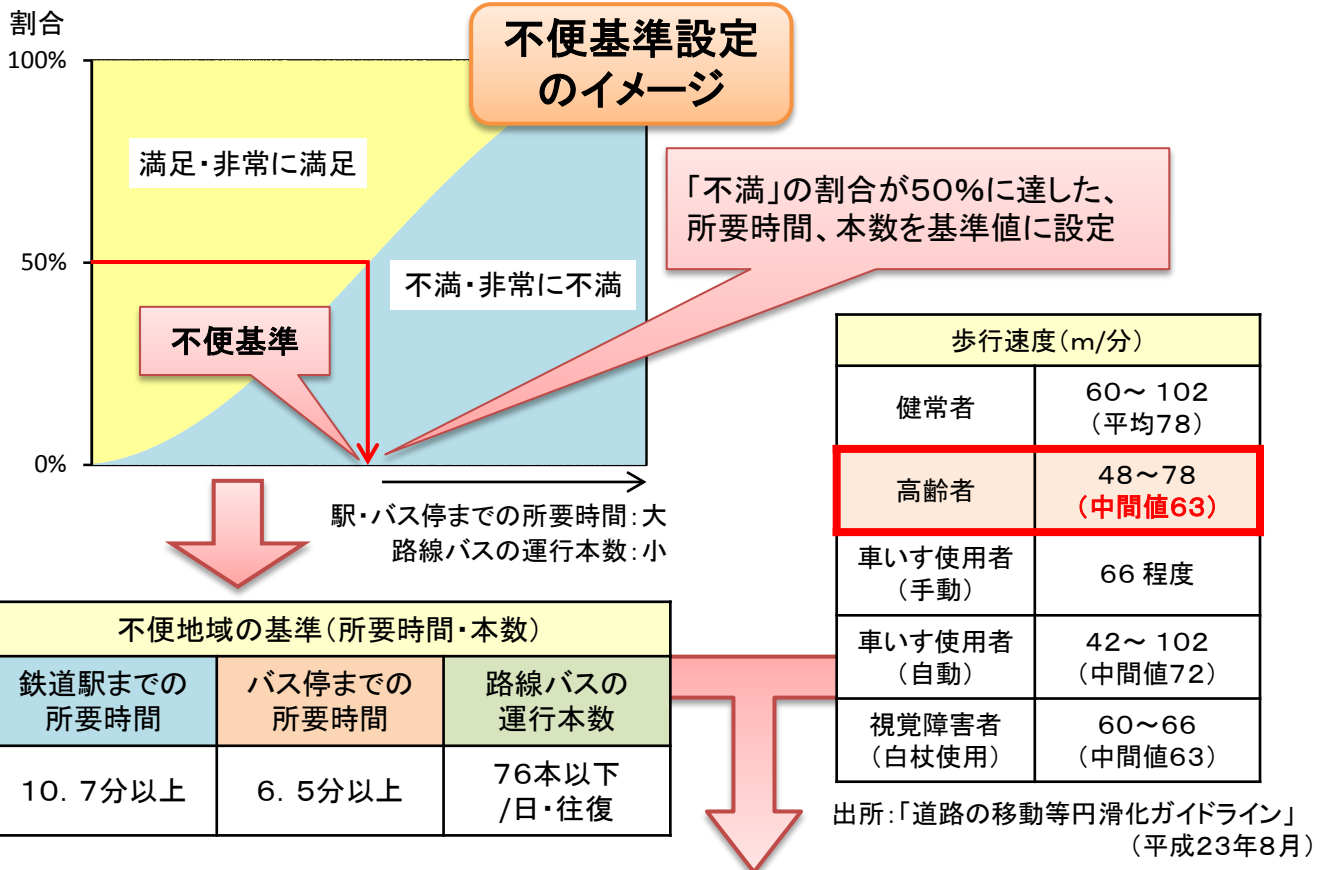 割合
不便基準設定
のイメージ
100%
満足・非常に満足
「不満」の割合が50%に達した、
所要時間、本数を基準値に設定
50%
不満・非常に不満
不便基準
0%
駅・バス停までの所要時間：大
路線バスの運行本数：小
歩行速度（m/分）
健常者
60～ 102
（平均78）
高齢者
48～78
（中間値63）
車いす使用者
（手動）
66 程度
車いす使用者
（自動）
42～ 102
（中間値72）
視覚障害者
（白杖使用）
60～66
（中間値63）
出所：「道路の移動等円滑化ガイドライン」
（平成23年8月）
不便地域の基準（所要時間・本数）
鉄道駅までの
所要時間
バス停までの
所要時間
路線バスの
運行本数
10．7分以上
6．5分以上
76本以下
/日・往復